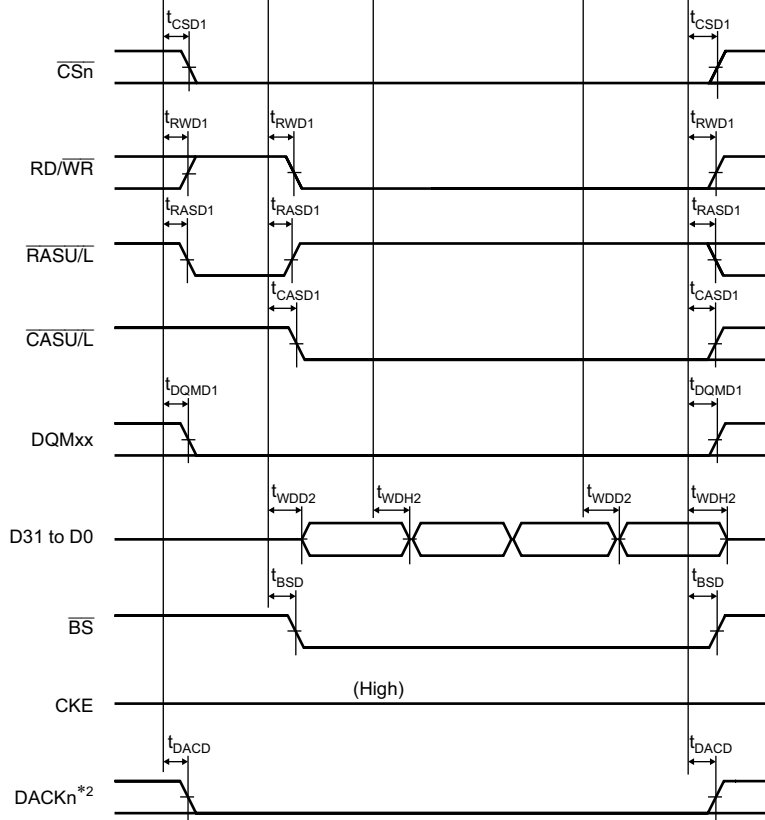 tCSD1 tCSD1
CSn
tRWD1 tRWD1 tRWD1
RD/WR
tRASD1 tRASD1 tRASD1
RASU/L
tCASD1 tCASD1
CASU/L
tDQMD1 tDQMD1
DQMxx
tWDD2 tWDH2 tWDD2 tWDH2
D31 to D0
tBSD tBSD
BS
(High)
CKE
tDACD tDACD
DACKn*2